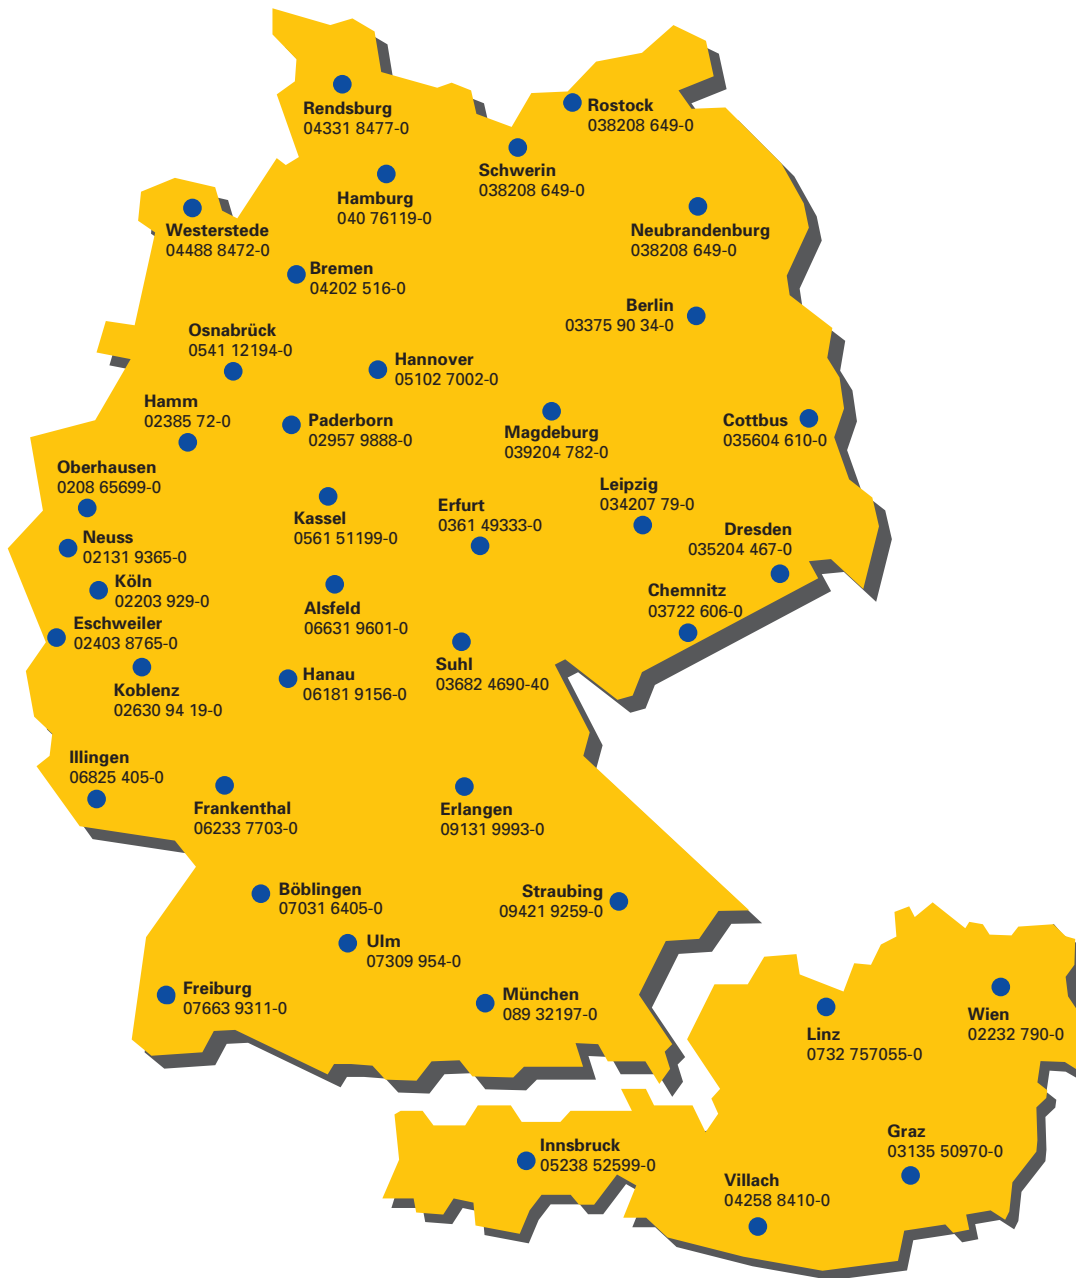 Rendsburg
04331 8477-0
Rostock
038208 649-0
Schwerin
038208 649-0
Hamburg
040 76119-0
Westerstede
04488 8472-0
Neubrandenburg
038208 649-0
Bremen
04202 516-0
Berlin
03375 90 34-0
Osnabrück
0541 12194-0
Hannover
05102 7002-0
Hamm
02385 72-0
Paderborn
02957 9888-0
Magdeburg
039204 782-0
Cottbus
035604 610-0
Oberhausen
0208 65699-0
Leipzig
034207 79-0
Kassel
0561 51199-0
Erfurt
0361 49333-0
Neuss
02131 9365-0
Dresden
035204 467-0
Köln
02203 929-0
Alsfeld
06631 9601-0
Chemnitz
03722 606-0
Eschweiler
02403 8765-0
Suhl
03682 4690-40
Koblenz
02630 94 19-0
Hanau
06181 9156-0
Illingen
06825 405-0
Frankenthal
06233 7703-0
Erlangen
09131 9993-0
Böblingen
07031 6405-0
Straubing
09421 9259-0
Ulm
07309 954-0
Freiburg
07663 9311-0
München
089 32197-0
Linz
0732 757055-0
Wien
02232 790-0
Innsbruck
05238 52599-0
Graz
03135 50970-0
Villach
04258 8410-0